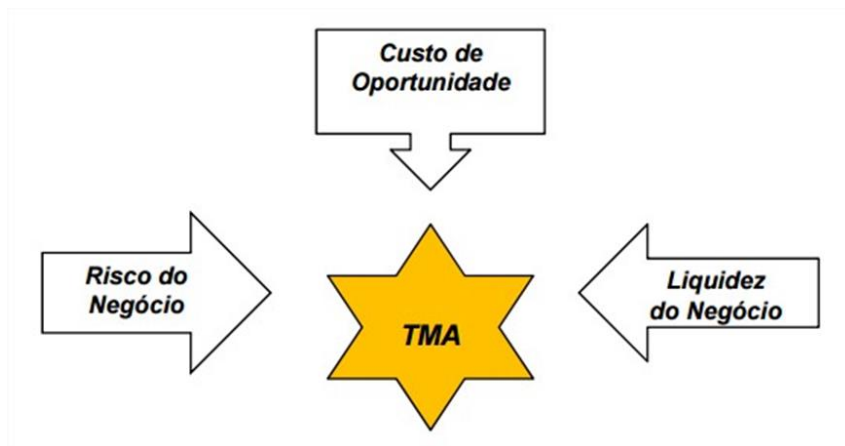 Custo de
Oportunidade
Risco do
Negócio
TMA
Liquidez
do Negócio